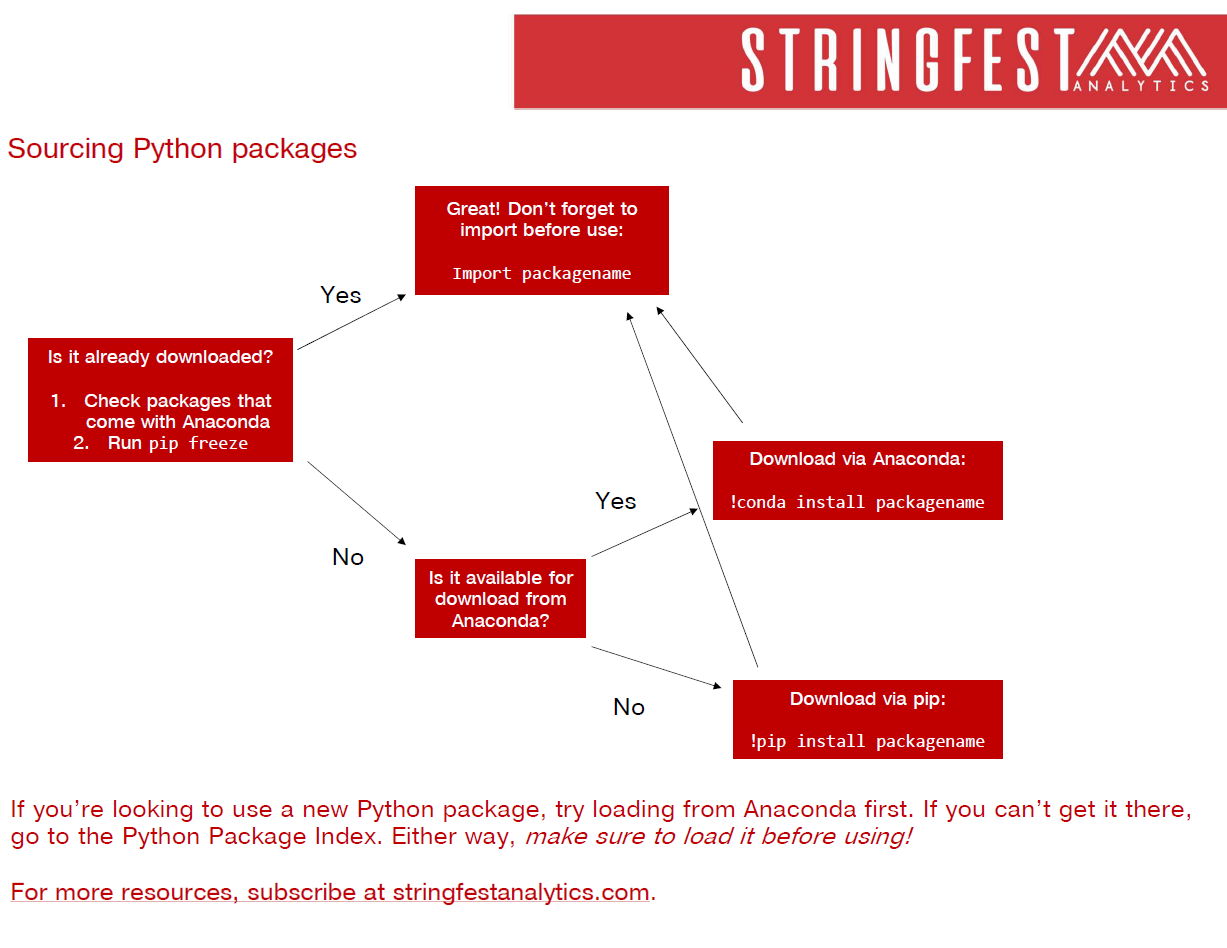 STRINGFEST
ANALYTICS
Sourcing Python packages
Great! Don’t forget to
import before use:
Import packagename
Yes
Is it already downloaded?
1. Check packages that
come with Anaconda
2. Run pip freeze
No
Yes
Download via Anaconda:
!conda install packagename
Is it available for
download from
Anaconda?
No
Download via pip:
!pip install packagename
If you’re looking to use a new Python package, try loading from Anaconda first. If you can’t get it there,
go to the Python Package Index. Either way, make sure to load it before using!
For more resources, subscribe at stringfestanalytics.com.